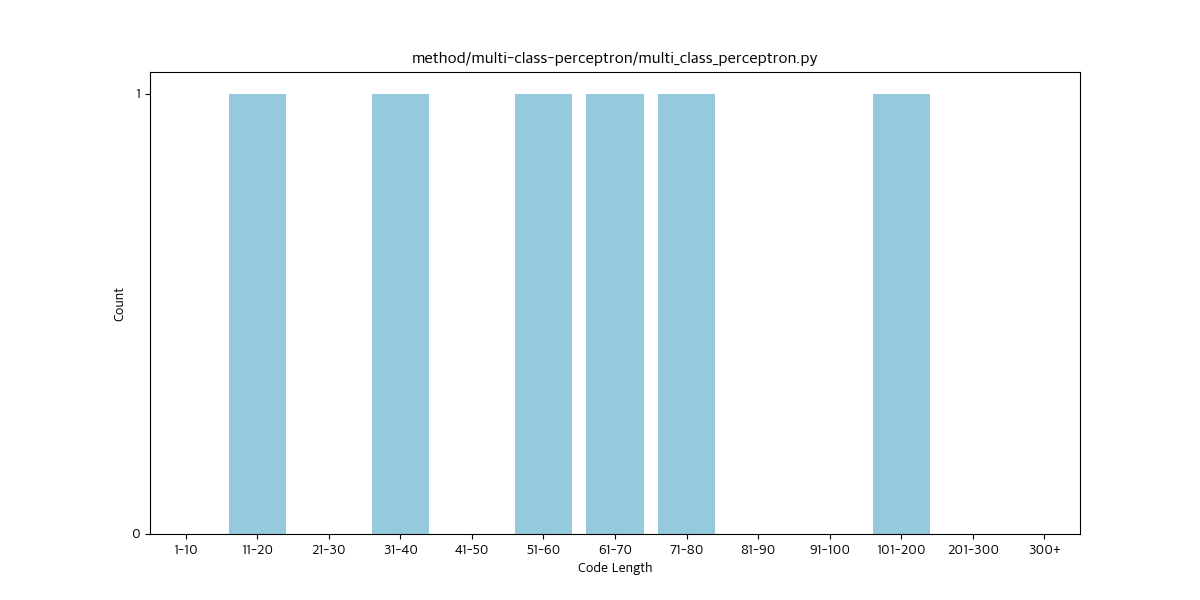 method/multi-class-perceptron/multi_class_perceptron.py
1
Count
0
1-10 11-20 21-30 31-40 41-50 51-60 61-70 71-80 81-90 91-100 101-200 201-300 300+
Code Length